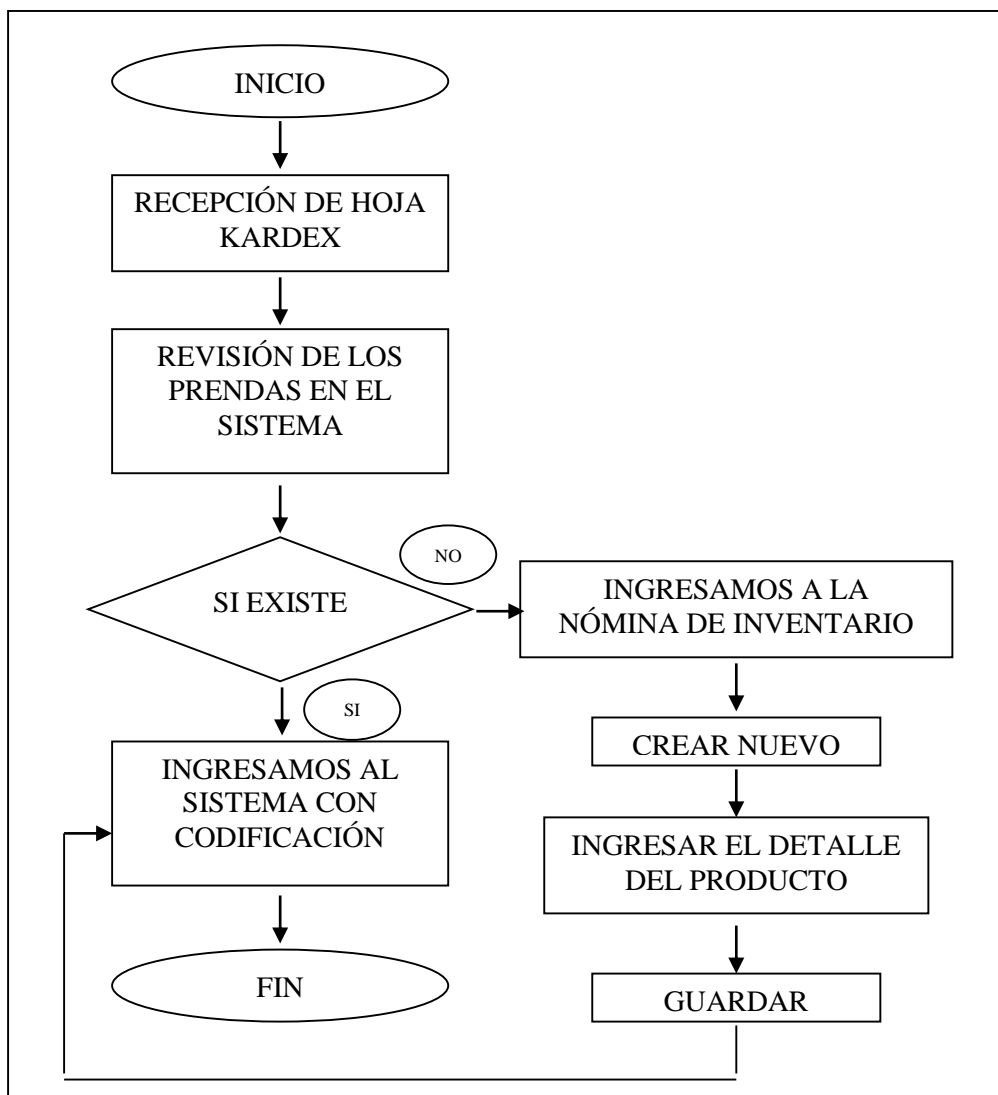 INICIO
RECEPCIÓN DE HOJA
KARDEX
REVISIÓN DE LOS
PRENDAS EN EL
SISTEMA
SI EXISTE
NO
INGRESAMOS A LA
NÓMINA DE INVENTARIO
CREAR NUEVO
INGRESAR EL DETALLE
DEL PRODUCTO
GUARDAR
SI
INGRESAMOS AL
SISTEMA CON
CODIFICACIÓN
FIN